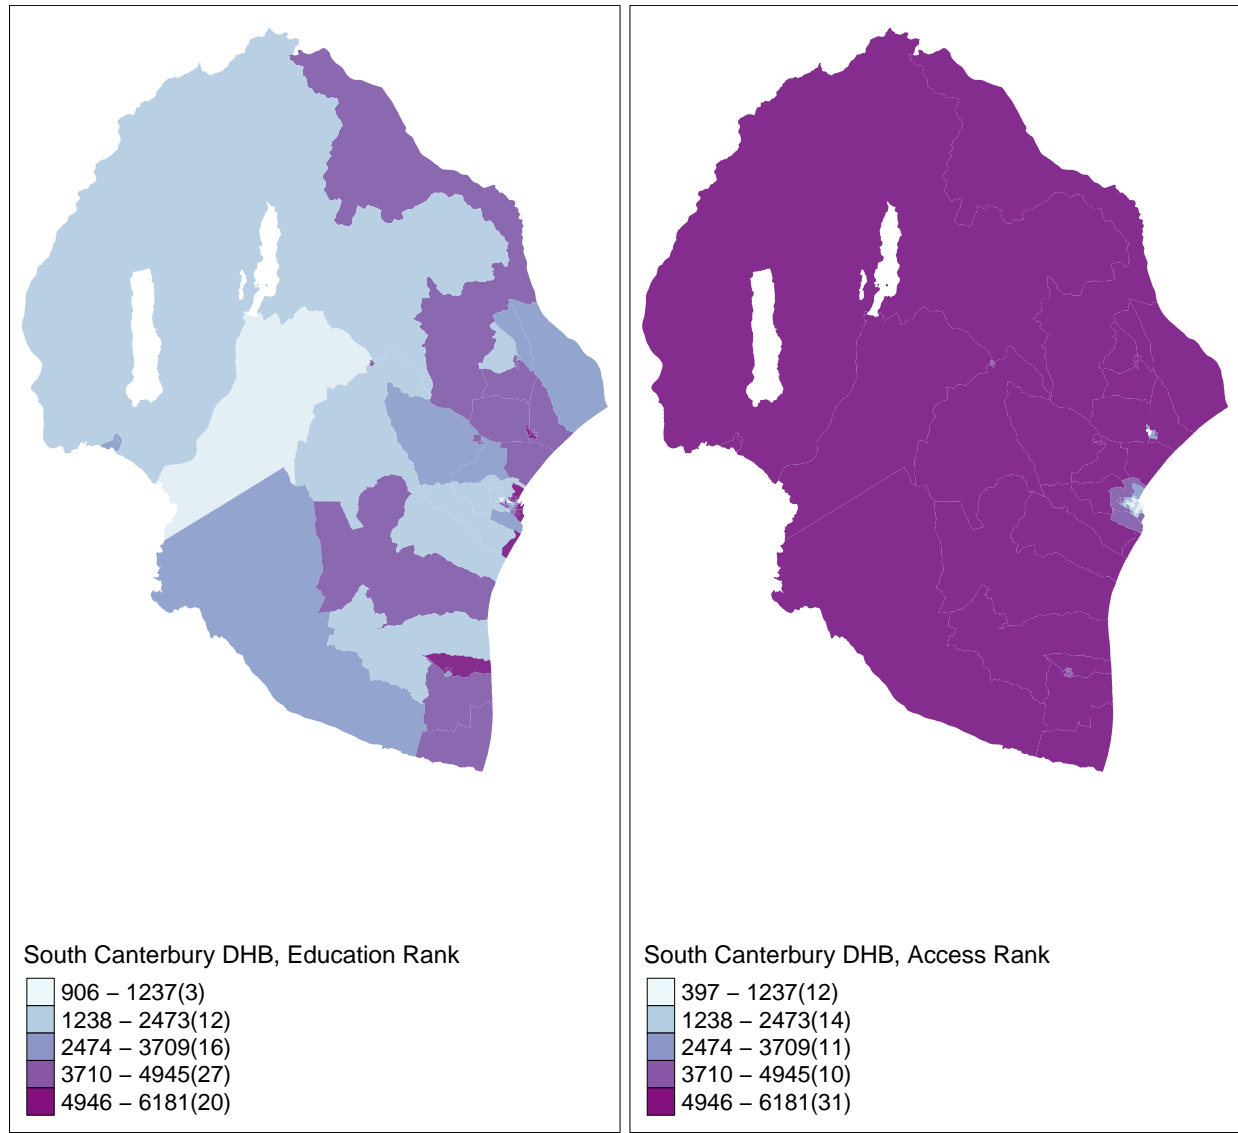 South Canterbury DHB, Education Rank
906 – 1237(3)
1238 – 2473(12)
2474 – 3709(16)
3710 – 4945(27)
4946 – 6181(20)
South Canterbury DHB, Access Rank
397 – 1237(12)
1238 – 2473(14)
2474 – 3709(11)
3710 – 4945(10)
4946 – 6181(31)